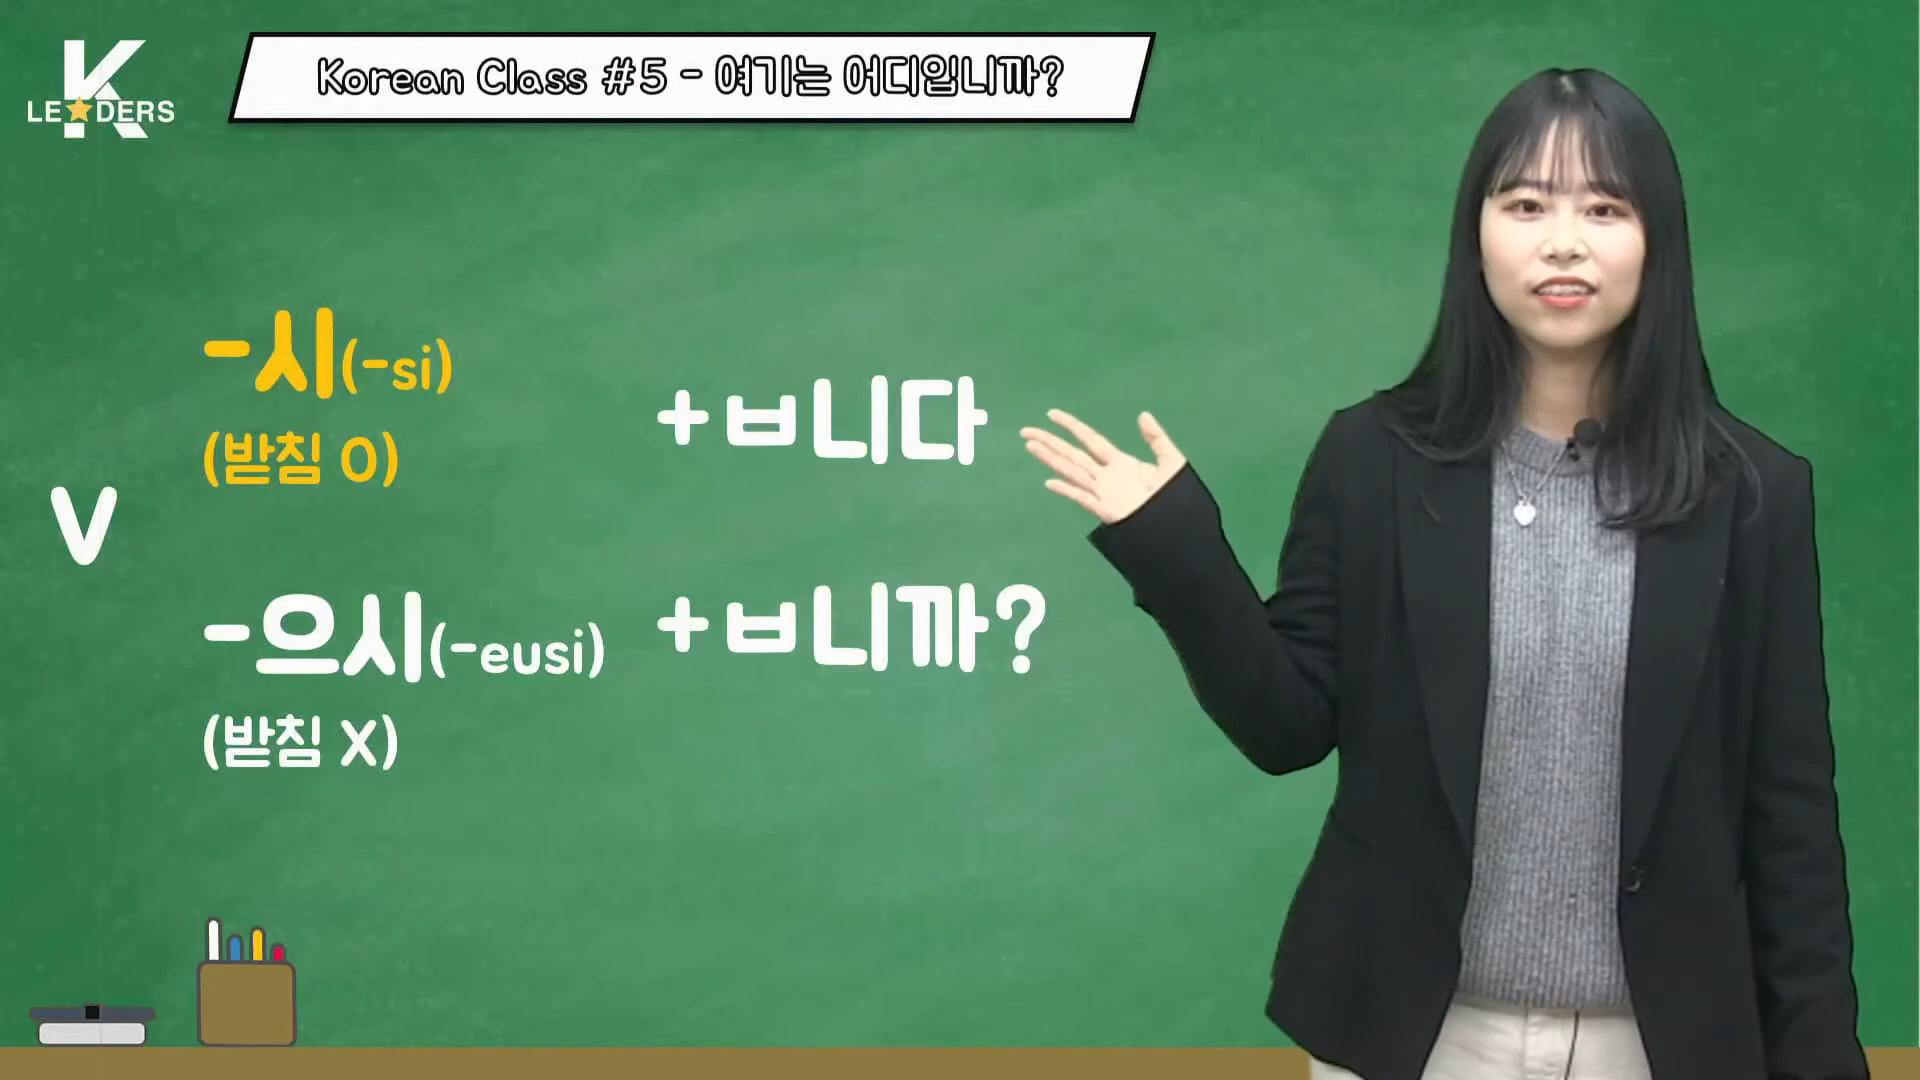 K
LEADERS
Korean Class #5 - 여기는 어디입니까?
-시(-si)
(받침 O)
+ㅂ니다
V
-으시(-eusi)
+ㅂ니까?
(받침 X)